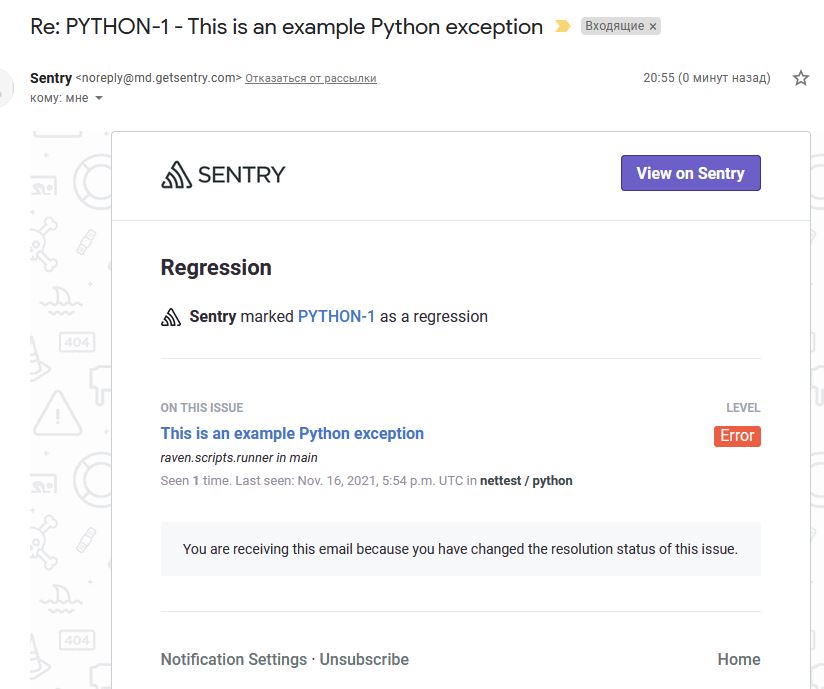 Re: PYTHON-1 - This is an example Python exception Входящие ×
Sentry <noreply@md.getsentry.com> Отказаться от рассылки 20:55 (0 минут назад)
кому: мне
SENTRY View on Sentry
Regression
Sentry marked PYTHON-1 as a regression
ON THIS ISSUE LEVEL
This is an example Python exception Error
raven.scripts.runner in main
Seen 1 time. Last seen: Nov. 16, 2021, 5:54 p.m. UTC in nettest / python
You are receiving this email because you have changed the resolution status of this issue.
Notification Settings · Unsubscribe Home
404
404